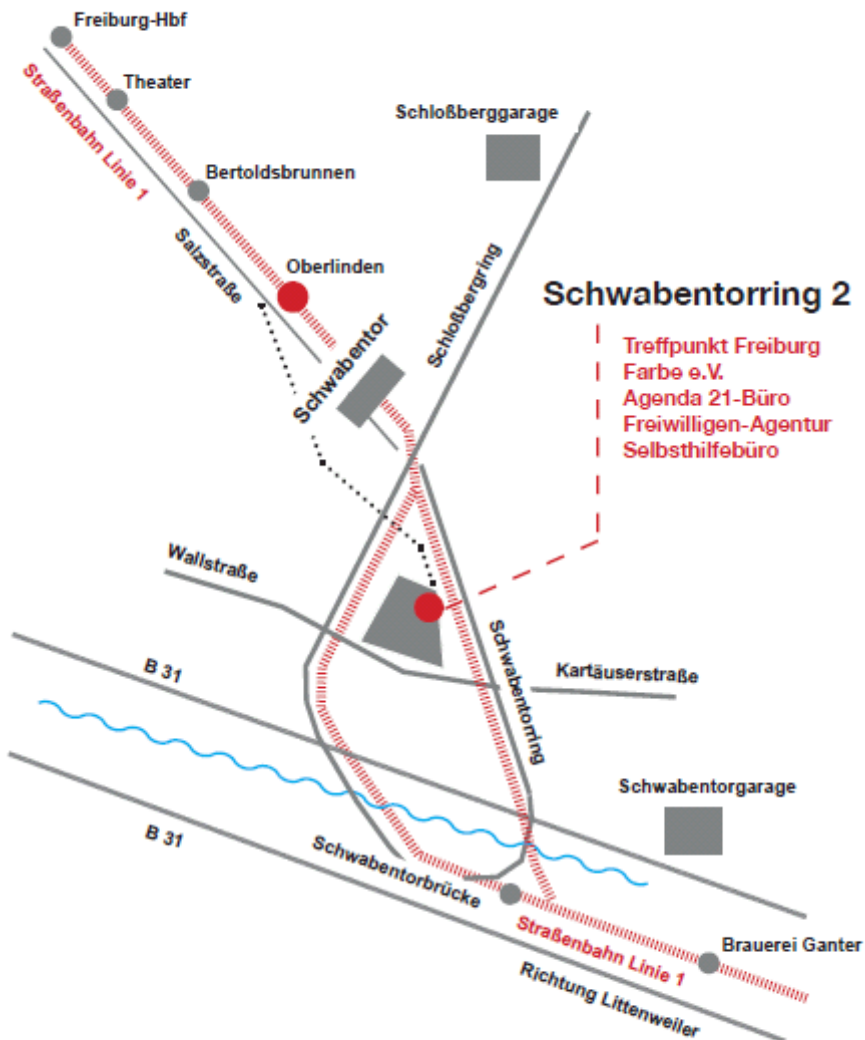 Freiburg-Hbf
Theater
Straßenbahn Linie 1
Schloßberggarage
Bertoldsbrunnen
Salzstraße
Oberlinden
Schloßbergring
Schwabentorring 2
Schwabentor
Treffpunkt Freiburg
Farbe e.V.
Agenda 21-Büro
Freiwilligen-Agentur
Selbsthilfebüro
Wallstraße
Schwabentorring
Kartäuserstraße
B 31
Schwabentorgarage
B 31
Schwabentorbrücke
Straßenbahn Linie 1
Brauerei Ganter
Richtung Littenweiler